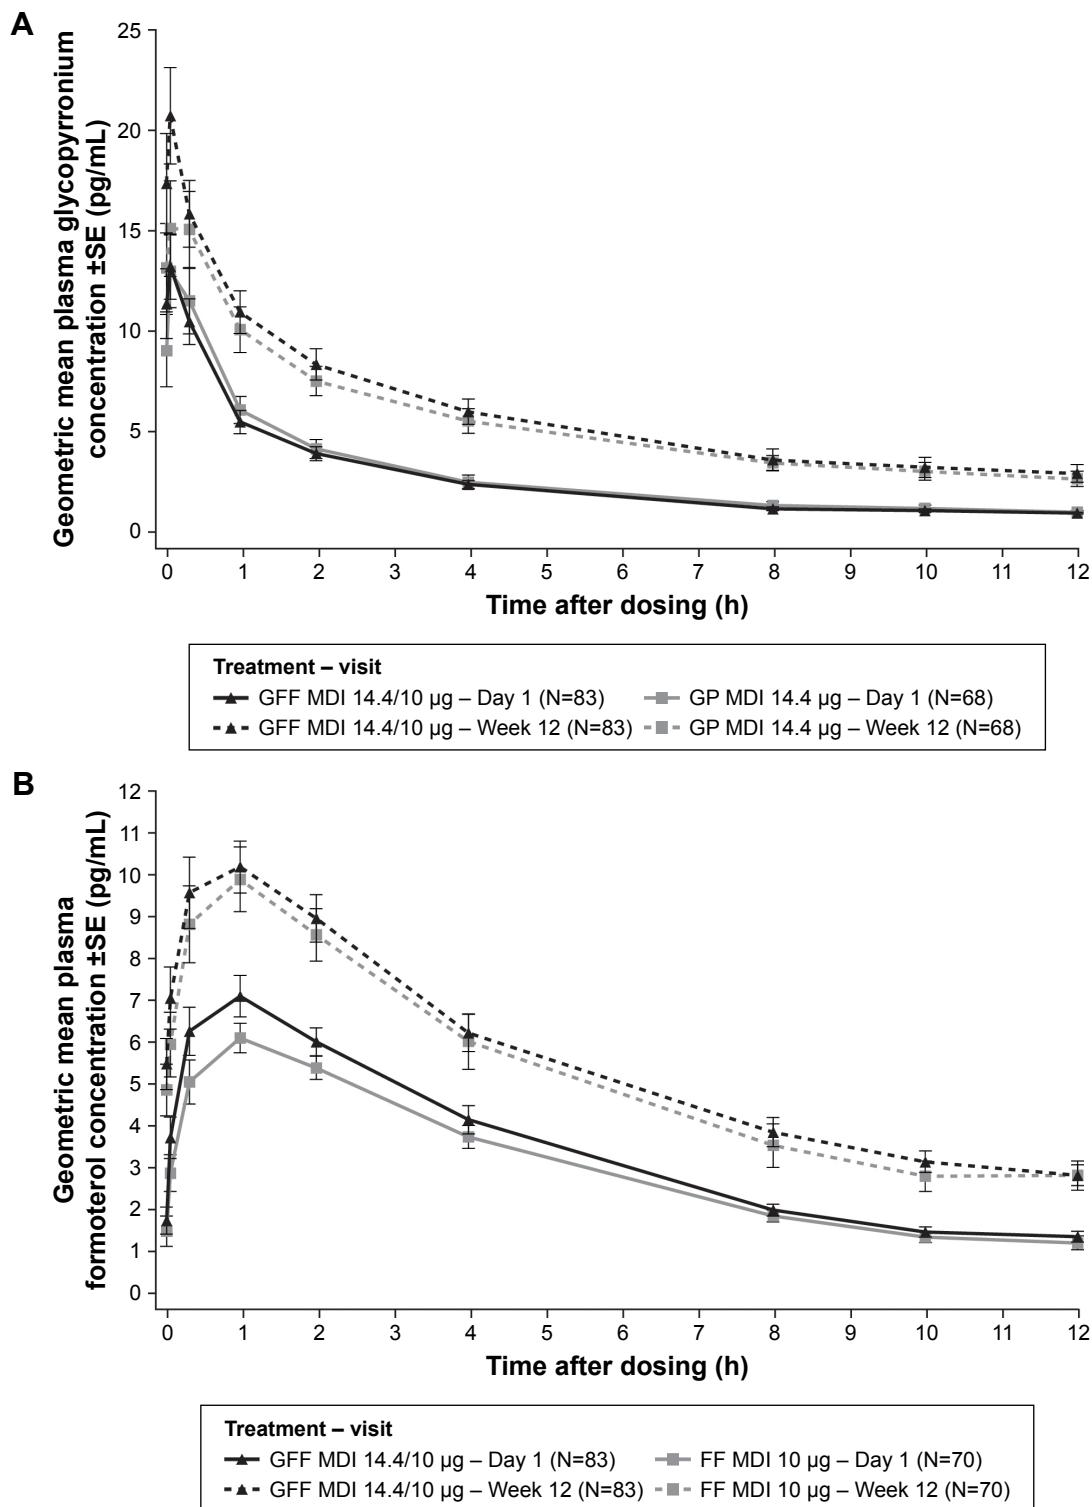 A
Geometric mean plasma glycopyrronium
concentration ±SE (pg/mL)
25
20
15
10
5
0
0 1 2 3 4 5 6 7 8 9 10 11 12
Time after dosing (h)
Treatment – visit
GFF MDI 14.4/10 µg – Day 1 (N=83) GP MDI 14.4 µg – Day 1 (N=68)
GFF MDI 14.4/10 µg – Week 12 (N=83) GP MDI 14.4 µg – Week 12 (N=68)
B
Geometric mean plasma
formoterol concentration ±SE (pg/mL)
12
11
10
9
8
7
6
5
4
3
2
1
0
0 1 2 3 4 5 6 7 8 9 10 11 12
Time after dosing (h)
Treatment – visit
GFF MDI 14.4/10 µg – Day 1 (N=83) FF MDI 10 µg – Day 1 (N=70)
GFF MDI 14.4/10 µg – Week 12 (N=83) FF MDI 10 µg – Week 12 (N=70)